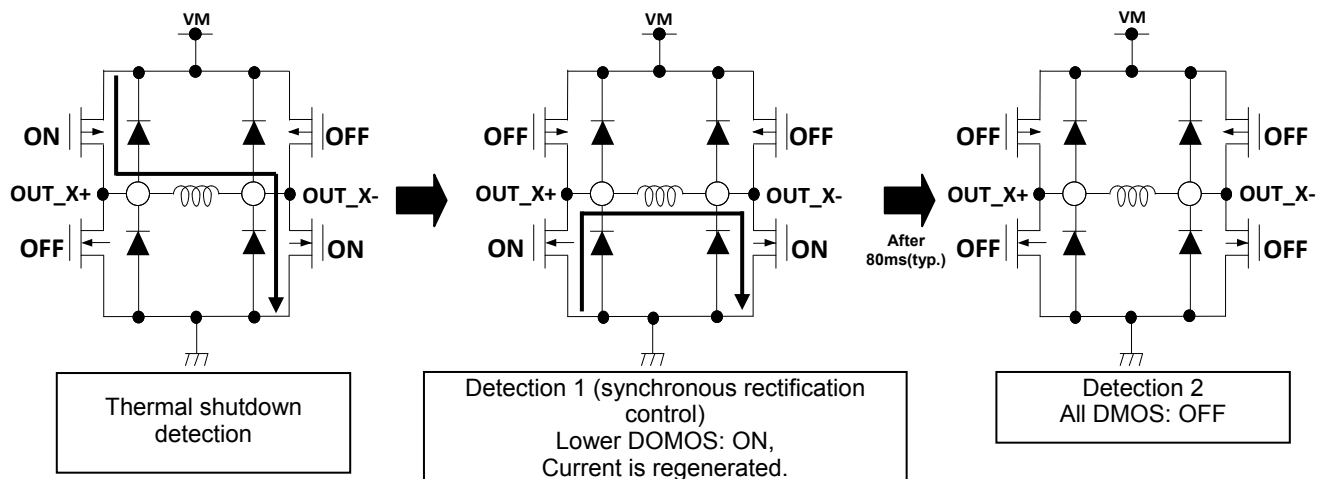 VM
ON
OFF
OUT_X+
OUT_X-
OFF
ON
Thermal shutdown
detection
VM
OFF
OFF
OUT_X+
OUT_X-
ON
ON
Detection 1 (synchronous rectification
control)
Lower DOMOS: ON,
Current is regenerated.
After
80ms(typ.)
VM
OFF
OFF
OUT_X+
OUT_X-
OFF
OFF
Detection 2
All DMOS: OFF